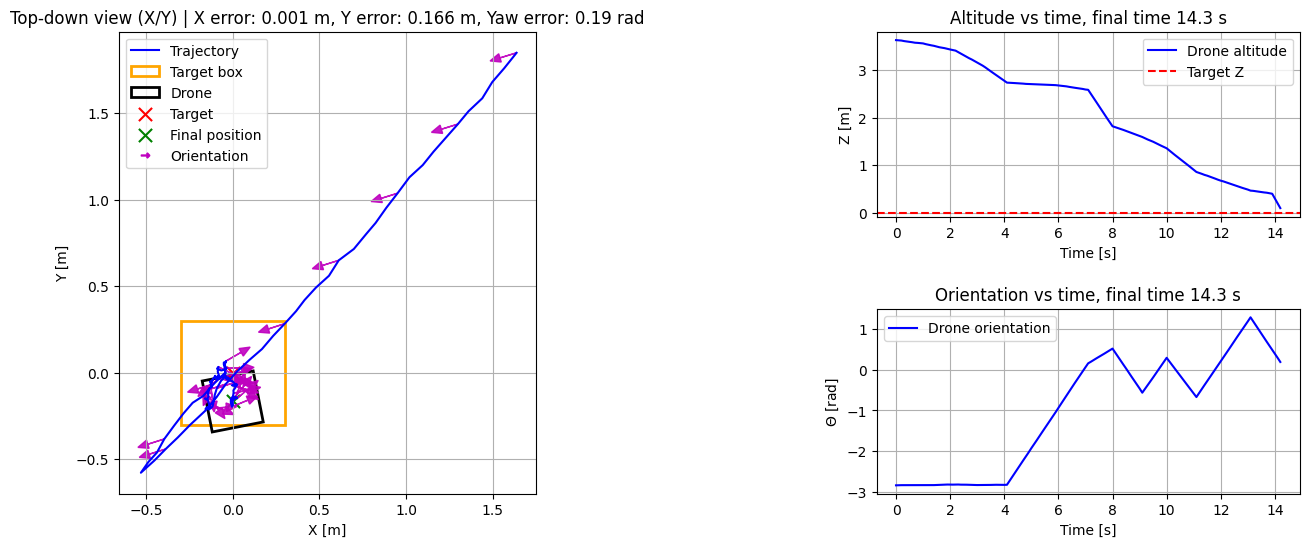 Top-down view (X/Y) | X error: 0.001 m, Y error: 0.166 m, Yaw error: 0.19 rad
Trajectory
Target box
Drone
Target
Final position
Orientation
1.5
1.0
0.5
0.0
−0.5
Y [m]
−0.5
0.0
0.5
1.0
1.5
X [m]
Altitude vs time, final time 14.3 s
Drone altitude
Target Z
3
2
1
0
Z [m]
0
2
4
6
8
10
12
14
Time [s]
Orientation vs time, final time 14.3 s
Drone orientation
1
0
−1
−2
−3
Θ [rad]
0
2
4
6
8
10
12
14
Time [s]